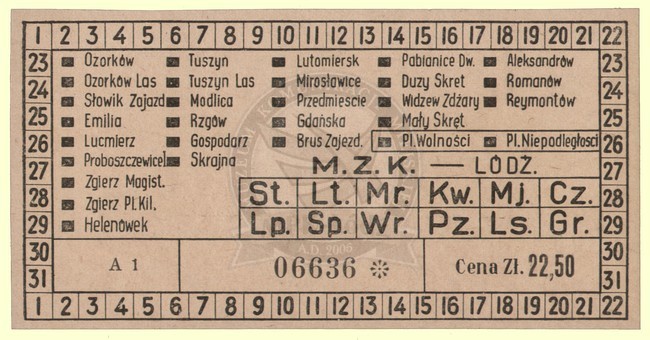 1 2 3 4 5 6 7 8 9 10 11 12 13 14 15 16 17 18 19 20 21 22
23 Ozorków Tuszyn Lutomiersk Pabianice Dw. Aleksandrów 23
24 Ozorków Las Tuszyn Las Mirosławice Duzy Skret Romanów 24
Słowik Zajazd Modlica Przedmieście Widzew Zdżary Reymontów
25 Emilia Rzgów Gdańska Mały Skręt 25
26 Lucmierz Gospodarz Brus Zajezd. Pl. Wolności Pl. Niepodległości 26
27 Proboszczewice Skrajna M.Z.K. — ŁÓDŹ. 27
28 Zgierz Magist. St. Lt. Mr. Kw. Mj. Cz. 28
Zgierz Pl. Kil.
29 Helenówek Lp. Sp. Wr. Pz. Ls. Gr. 29
A.D. 2006
30 A 1 06636 Cena Zł. 22,50 30
31 31
1 2 3 4 5 6 7 8 9 10 11 12 13 14 15 16 17 18 19 20 21 22